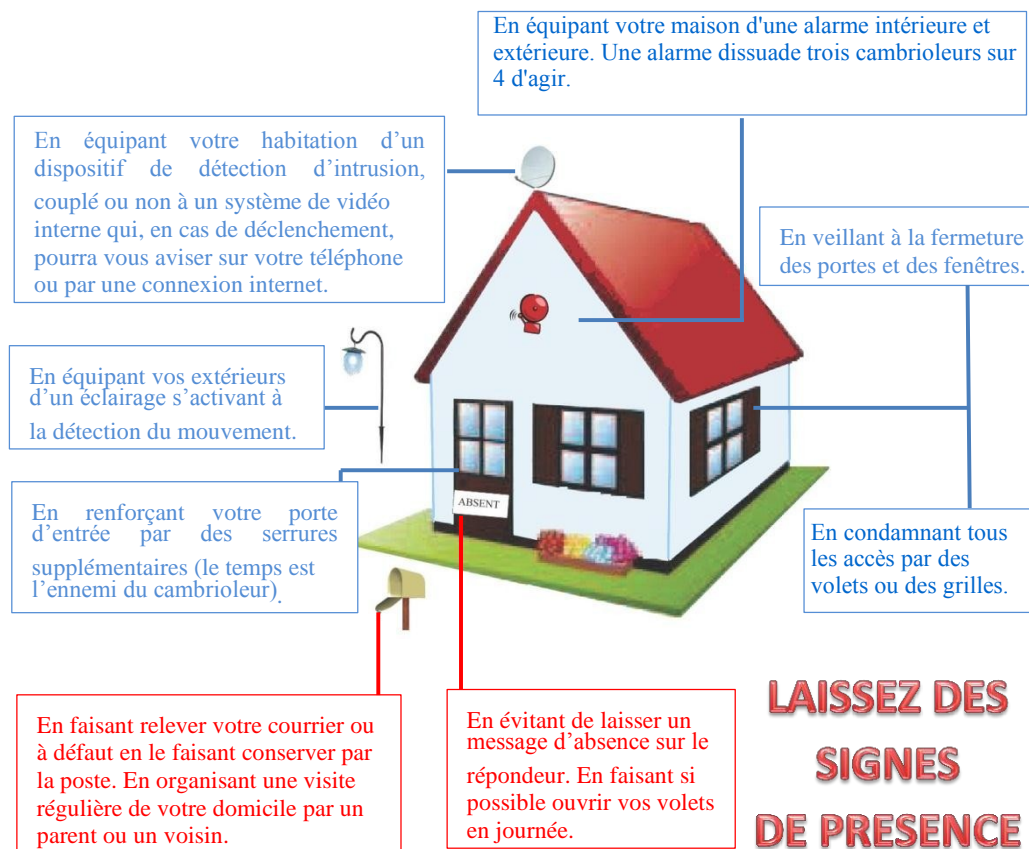 En équipant votre maison d'une alarme intérieure et
extérieure. Une alarme dissuade trois cambrioleurs sur
4 d'agir.
En équipant votre habitation d’un
dispositif de détection d’intrusion,
couplé ou non à un système de vidéo
interne qui, en cas de déclenchement,
pourra vous aviser sur votre téléphone
ou par une connexion internet.
En veillant à la fermeture
des portes et des fenêtres.
En équipant vos extérieurs
d’un éclairage s’activant à
la détection du mouvement.
ABSENT
En renforçant votre porte
d’entrée par des serrures
supplémentaires (le temps est
l’ennemi du cambrioleur).
En condamnant tous
les accès par des
volets ou des grilles.
En faisant relever votre courrier ou
à défaut en le faisant conserver par
la poste. En organisant une visite
régulière de votre domicile par un
parent ou un voisin.
En évitant de laisser un
message d’absence sur le
répondeur. En faisant si
possible ouvrir vos volets
en journée.
LAISSEZ DES
SIGNES
DE PRESENCE